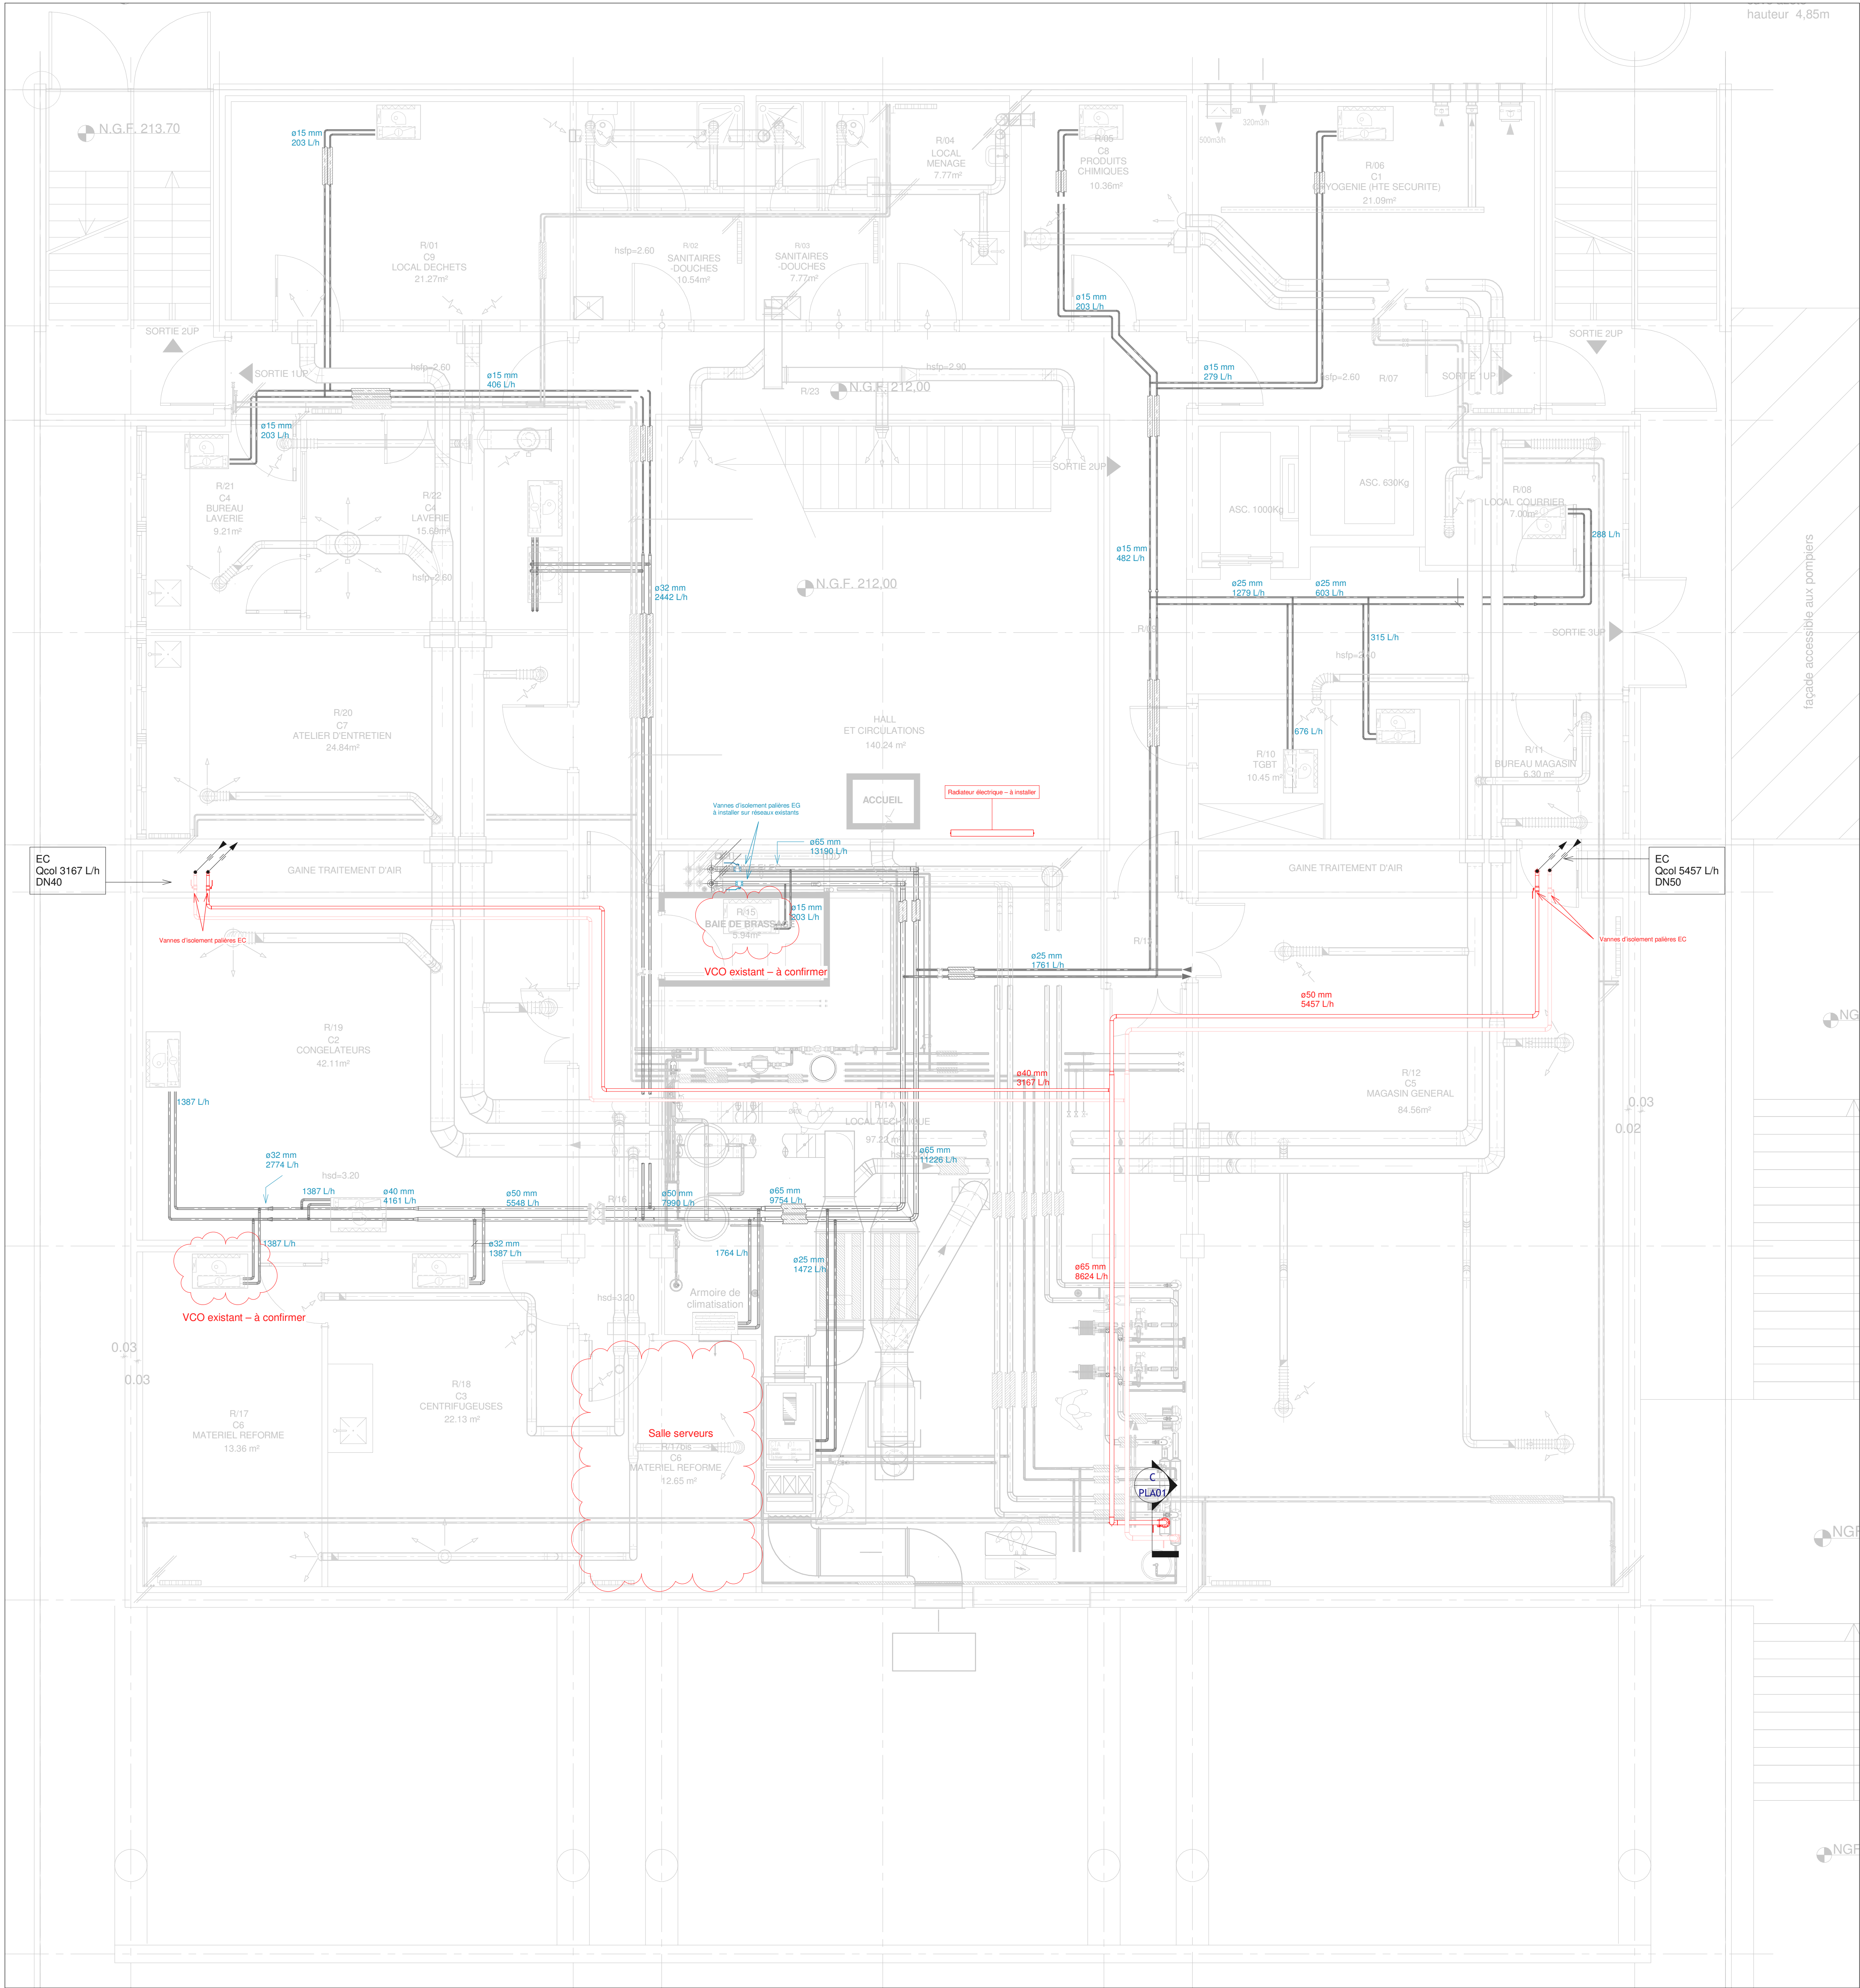 hauteur 4,85m
N.G.F. 213.70
ø15 mm
203 L/h
R/04
LOCAL
MENAGE
7.77m²
R/05
C8
PRODUITS
CHIMIQUES
10.36m²
500m3/h
320m3/h
R/06
C1
CRYOGENIE (HTE SECURITE)
21.09m²
R/01
C9
LOCAL DECHETS
21.27m²
hsfp=2.60
R/02
SANITAIRES
-DOUCHES
10.54m²
R/03
SANITAIRES
-DOUCHES
7.77m²
ø15 mm
203 L/h
SORTIE 2UP
SORTIE 2UP
SORTIE 1UP
hsfp=2.60
ø15 mm
406 L/h
R/23
N.G.F. 212,00
hsfp=2.90
ø15 mm
279 L/h
hsfp=2.60
R/07
SORTIE 1UP
ø15 mm
203 L/h
SORTIE 2UP
ASC. 1000Kg
ASC. 630Kg
R/21
C4
BUREAU
LAVERIE
9.21m²
R/22
C4
LAVERIE
15.69m²
hsfp=2.60
R/08
LOCAL COURRIER
7.00m²
288 L/h
façade accessible aux pompiers
ø15 mm
482 L/h
N.G.F. 212,00
ø32 mm
2442 L/h
ø25 mm
1279 L/h
ø25 mm
603 L/h
SORTIE 3UP
315 L/h
R/20
C7
ATELIER D'ENTRETIEN
24.84m²
HALL
ET CIRCULATIONS
140.24 m²
676 L/h
R/10
TGBT
10.45 m²
R/11
BUREAU MAGASIN
6.30 m²
Vannes d'isolement palières EG
à installer sur réseaux existants
ACCUEIL
Radiateur électrique – à installer
ø65 mm
13190 L/h
EC
Qcol 3167 L/h
DN40
GAINE TRAITEMENT D'AIR
GAINE TRAITEMENT D'AIR
EC
Qcol 5457 L/h
DN50
Vannes d'isolement palières EC
R/15
BAIE DE BRASSAGE
5.94m²
ø15 mm
203 L/h
VCO existant – à confirmer
Vannes d'isolement palières EC
ø25 mm
1761 L/h
ø50 mm
5457 L/h
NG
R/19
C2
CONGELATEURS
42.11m²
1387 L/h
ø40 mm
3167 L/h
R/14
LOCAL TECHNIQUE
97.22 m²
R/12
C5
MAGASIN GENERAL
84.56m²
0.03
0.02
ø32 mm
2774 L/h
hsd=3.20
1387 L/h
ø40 mm
4161 L/h
ø50 mm
5548 L/h
R/16
ø50 mm
7990 L/h
ø65 mm
9754 L/h
ø65 mm
11226 L/h
1387 L/h
ø32 mm
1387 L/h
1764 L/h
ø25 mm
1472 L/h
ø65 mm
8624 L/h
VCO existant – à confirmer
hsd=3.20
Armoire de
climatisation
0.03
0.03
R/17
C6
MATERIEL REFORME
13.36 m²
R/18
C3
CENTRIFUGEUSES
22.13 m²
Salle serveurs
C6
MATERIEL REFORME
12.65 m²
C
PLA01
NGF
NGF